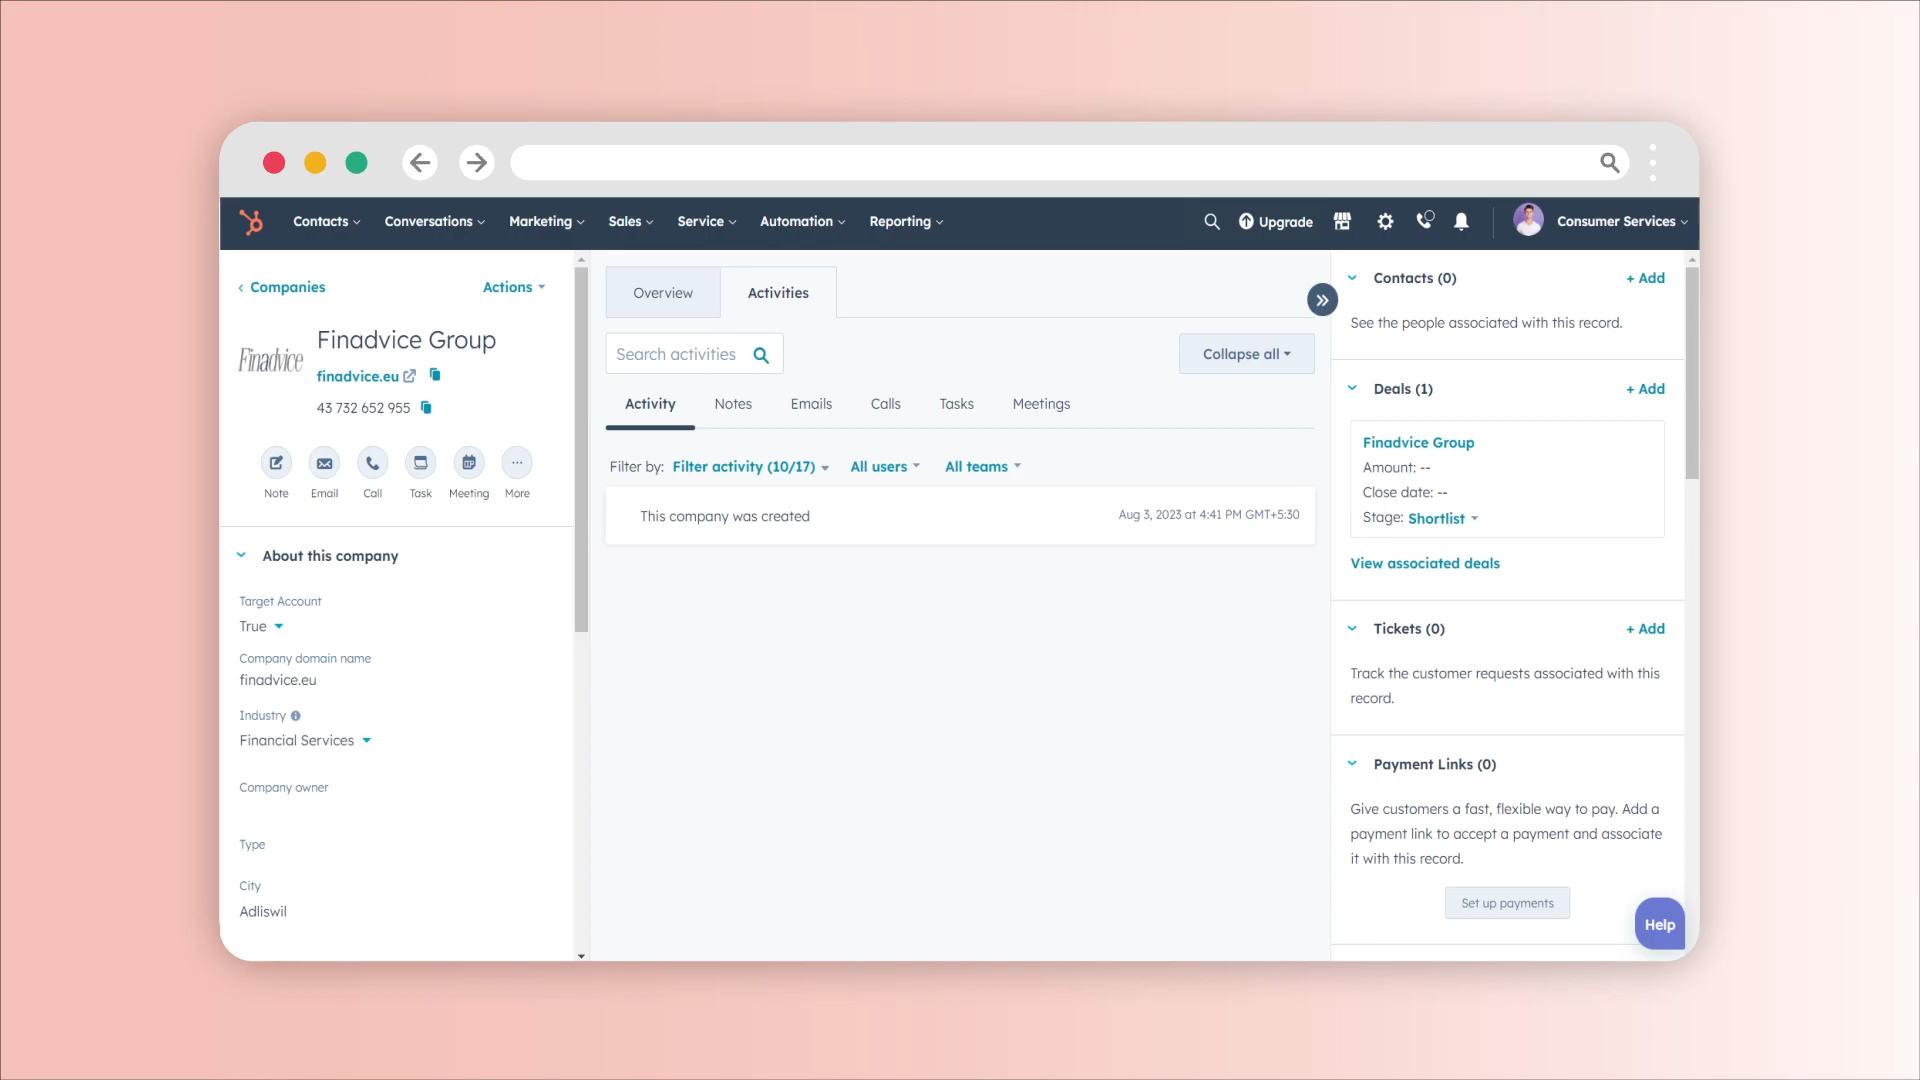 Contacts
Conversations
Marketing
Sales
Service
Automation
Reporting
Upgrade
Consumer Services
Companies
Actions
Finadvice
Finadvice Group
finadvice.eu
43 732 652 955
Note
Email
Call
Task
Meeting
More
About this company
Target Account
True
Company domain name
finadvice.eu
Industry
Financial Services
Company owner
Type
City
Adliswil
Overview
Activities
Search activities
Collapse all
Activity
Notes
Emails
Calls
Tasks
Meetings
Filter by: Filter activity (10/17) All users All teams
This company was created
Aug 3, 2023 at 4:41 PM GMT+5:30
Contacts (0)
+ Add
See the people associated with this record.
Deals (1)
+ Add
Finadvice Group
Amount: --
Close date: --
Stage: Shortlist
View associated deals
Tickets (0)
+ Add
Track the customer requests associated with this
record.
Payment Links (0)
Give customers a fast, flexible way to pay. Add a
payment link to accept a payment and associate
it with this record.
Set up payments
Help